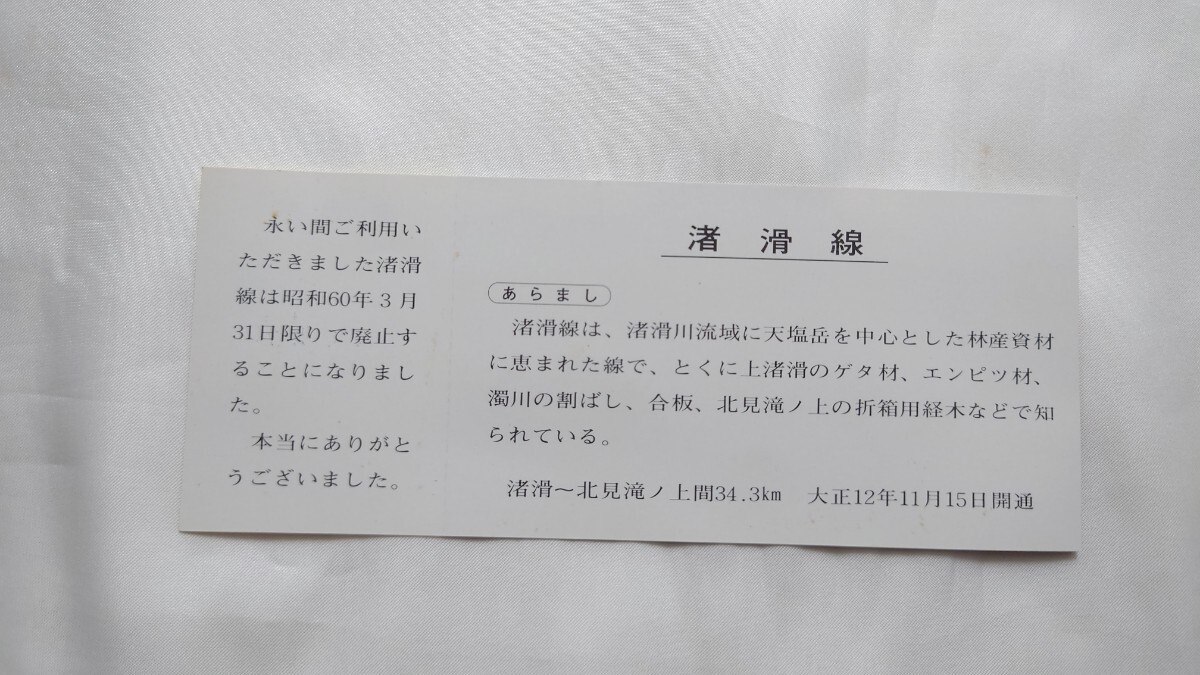 永い間ご利用い
ただきました渚滑
線は昭和60年3月
31日限りで廃止す
ることになりまし
た。
本当にありがと
うございました。
渚滑線
あらまし
渚滑線は、渚滑川流域に天塩岳を中心とした林産資材
に恵まれた線で、とくに上渚滑のゲタ材、エンピツ材、
濁川の割ばし、合板、北見滝ノ上の折箱用経木などで知
られている。
渚滑～北見滝ノ上間34.3km 大正12年11月15日開通